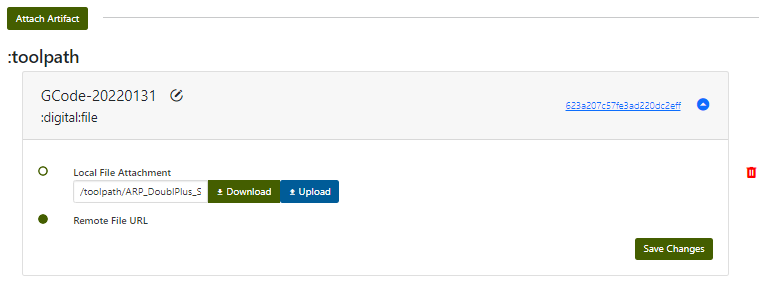 Attach Artifact
:toolpath
GCode-20220131
:digital:file
623a207c57fe3ad220dc2eff
Local File Attachment
/toolpath/ARP_DoublPlus_S
Download
Upload
Remote File URL
Save Changes